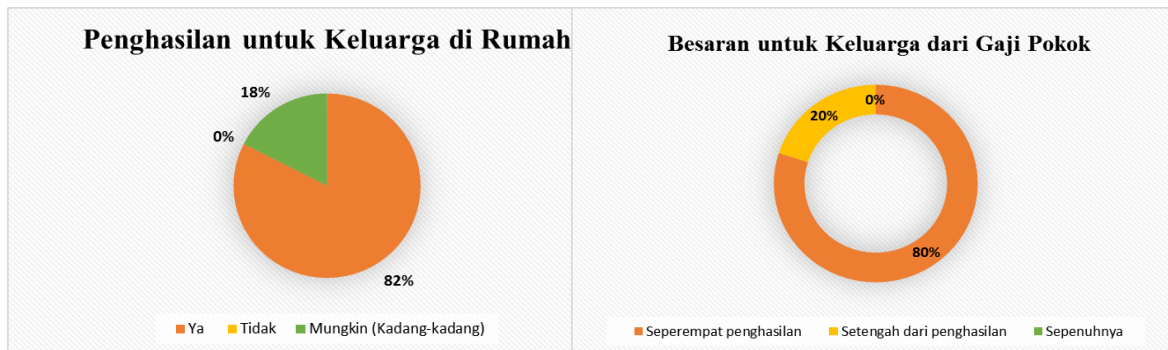 Penghasilan untuk Keluarga di Rumah
18%
0%
82%
Ya Tidak Mungkin (Kadang-kadang)
Besaran untuk Keluarga dari Gaji Pokok
0%
20%
80%
Seperempat penghasilan Setengah dari penghasilan Sepenuhnya